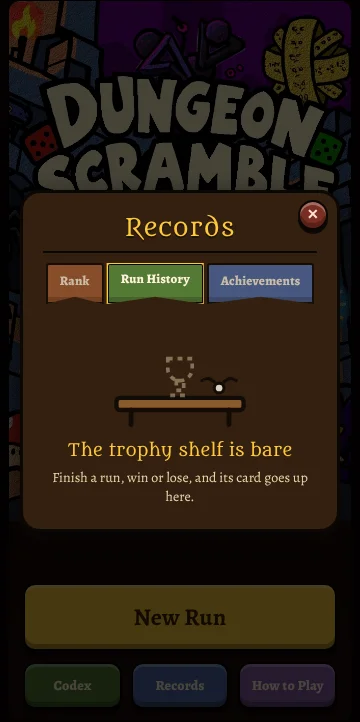 DUNGEON
SCRAMBLE
Records
Rank
Run History
Achievements
The trophy shelf is bare
Finish a run, win or lose, and its card goes up
here.
New Run
Codex
Records
How to Play